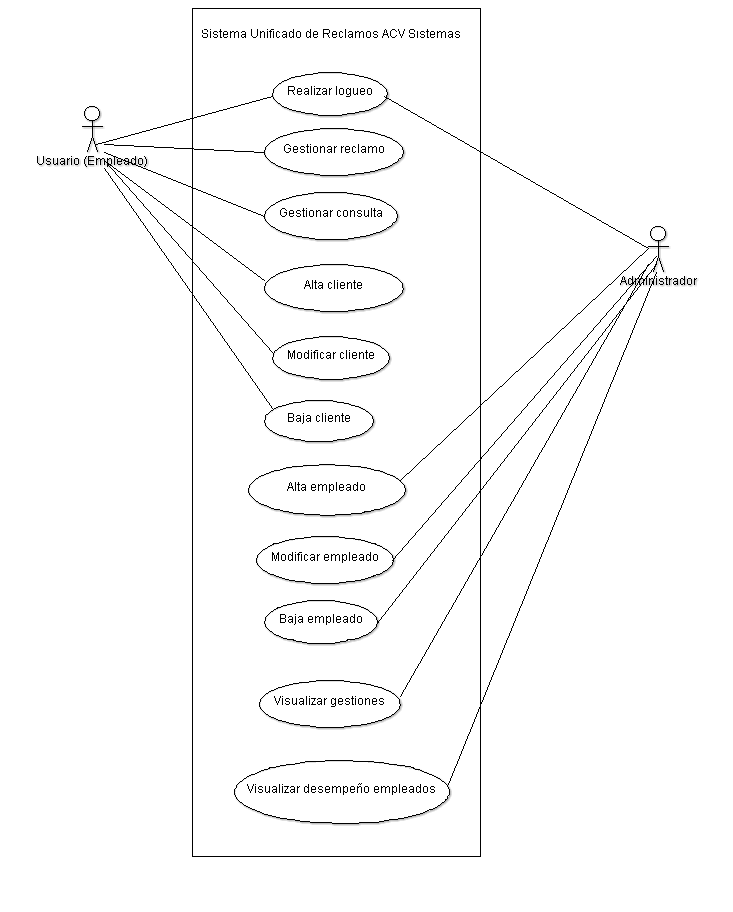 Sistema Unificado de Reclamos ACV Sistemas
Realizar logueo
Gestionar reclamo
Usuario (Empleado)
Gestionar consulta
Alta cliente
Administrador
Modificar cliente
Baja cliente
Alta empleado
Modificar empleado
Baja empleado
Visualizar gestiones
Visualizar desempeño empleados